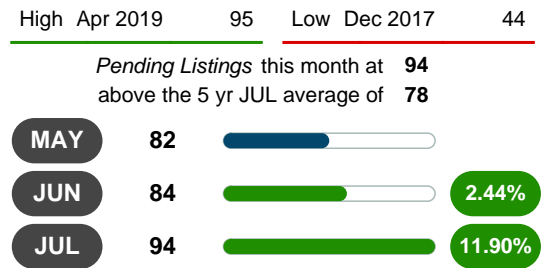 High Apr 2019 95 Low Dec 2017 44
Pending Listings this month at 94
above the 5 yr JUL average of 78
MAY 82
JUN 84 2.44%
JUL 94 11.90%